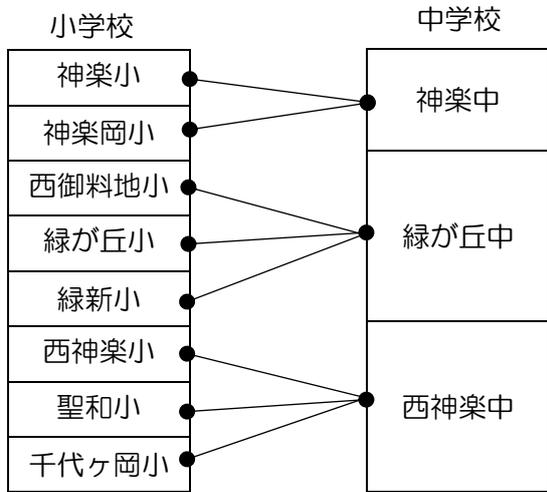 小学校
神楽小
神楽岡小
西御料地小
緑が丘小
緑新小
西神楽小
聖和小
千代ヶ岡小
中学校
神楽中
緑が丘中
西神楽中